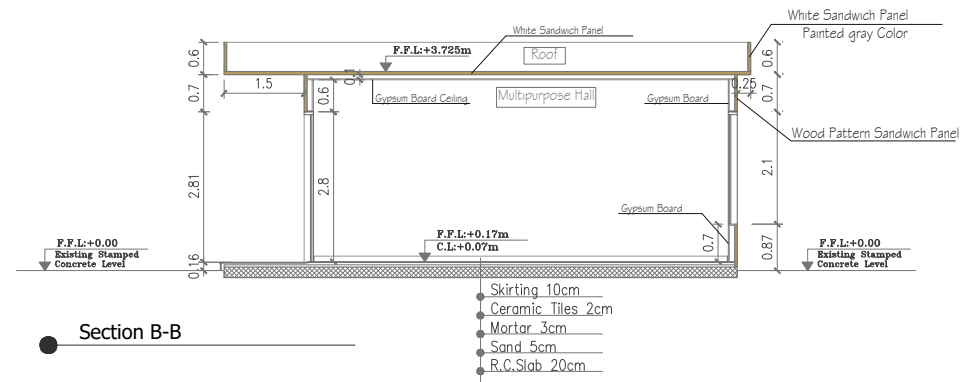 White Sandwich Panel
Painted gray Color
White Sandwich Panel
F.F.L:+3.725m
Roof
0.6
0.6
0.1
1.5
0.7
0.6
Gypsum Board Ceiling
Multipurpose Hall
Gypsum Board
0.25
0.7
Wood Pattern Sandwich Panel
2.81
2.8
2.1
Gypsum Board
F.F.L:+0.00
Existing Stamped
Concrete Level
F.F.L:+0.17m
C.L:+0.07m
0.7
0.87
F.F.L:+0.00
Existing Stamped
Concrete Level
0.16
Skirting 10cm
Ceramic Tiles 2cm
Mortar 3cm
Sand 5cm
R.C.Slab 20cm
Section B-B